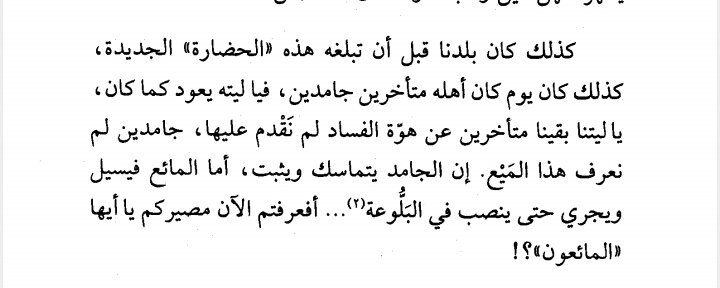 كذلك كان بلدنا قبل أن تبلغه هذه «الحضارة» الجديدة،
كذلك كان يوم كان أهله متأخرين جامدين، فيا ليته يعود كما كان،
يا ليتنا بقينا متأخرين عن هوّة الفساد لم نَقْدم عليها، جامدين لم
نعرف هذا المَيْع. إن الجامد يتماسك ويثبت، أما المائع فيسيل
ويجري حتى ينصب في البَلُّوعة(٢)... أفعرفتم الآن مصيركم يا أيها
«المائعون»؟!